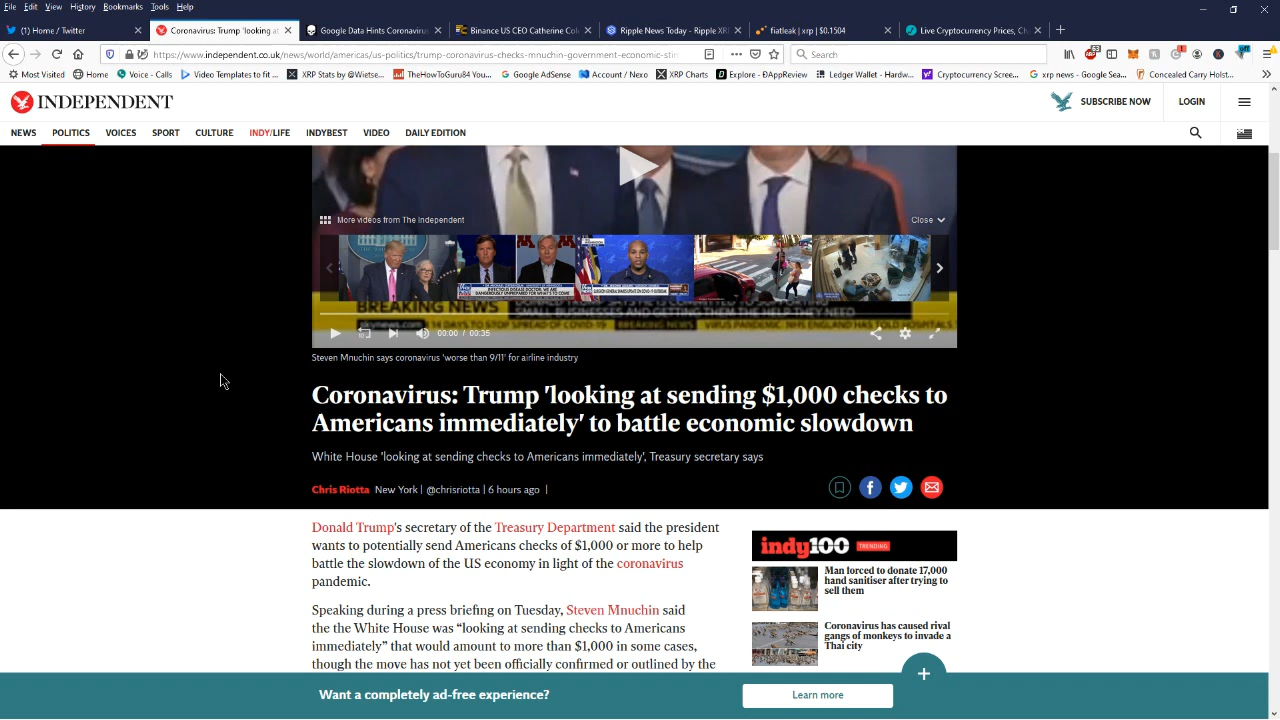 File Edit View History Bookmarks Tools Help
(1) Home / Twitter
Coronavirus: Trump 'looking at
Google Data Hints Coronavirus
Binance US CEO Catherine Col
Ripple News Today - Ripple XR
fiatleak | xrp | $0.1504
Live Cryptocurrency Prices, Ch
https://www.independent.co.uk/news/world/americas/us-politics/trump-coronavirus-checks-mnuchin-government-economic-stim
Search
Most Visited Home Voice - Calls Video Templates to fit ... XRP Stats by @Wietse... TheHowToGuru84 You... Google AdSense Account / Nexo XRP Charts Explore - ÐAppReview Ledger Wallet - Hardw... Cryptocurrency Scree... xrp news - Google Sea... Concealed Carry Holst...
INDEPENDENT
SUBSCRIBE NOW
LOGIN
NEWS POLITICS VOICES SPORT CULTURE INDY/LIFE INDYBEST VIDEO DAILY EDITION
More videos from The Independent
Close
BREAKING NEWS
SMALL BUSINESSES AND GETTING THEM THE HELP THEY NEED
00:00 / 00:35
Steven Mnuchin says coronavirus 'worse than 9/11' for airline industry
Coronavirus: Trump 'looking at sending $1,000 checks to
Americans immediately' to battle economic slowdown
White House 'looking at sending checks to Americans immediately', Treasury secretary says
Chris Riotta New York | @chrisriotta | 6 hours ago |
Donald Trump's secretary of the Treasury Department said the president
wants to potentially send Americans checks of $1,000 or more to help
battle the slowdown of the US economy in light of the coronavirus
pandemic.
Speaking during a press briefing on Tuesday, Steven Mnuchin said
the the White House was “looking at sending checks to Americans
immediately” that would amount to more than $1,000 in some cases,
though the move has not yet been officially confirmed or outlined by the
indy100 TRENDING
Man forced to donate 17,000
hand sanitiser after trying to
sell them
Coronavirus has caused rival
gangs of monkeys to invade a
Thai city
Want a completely ad-free experience?
Learn more